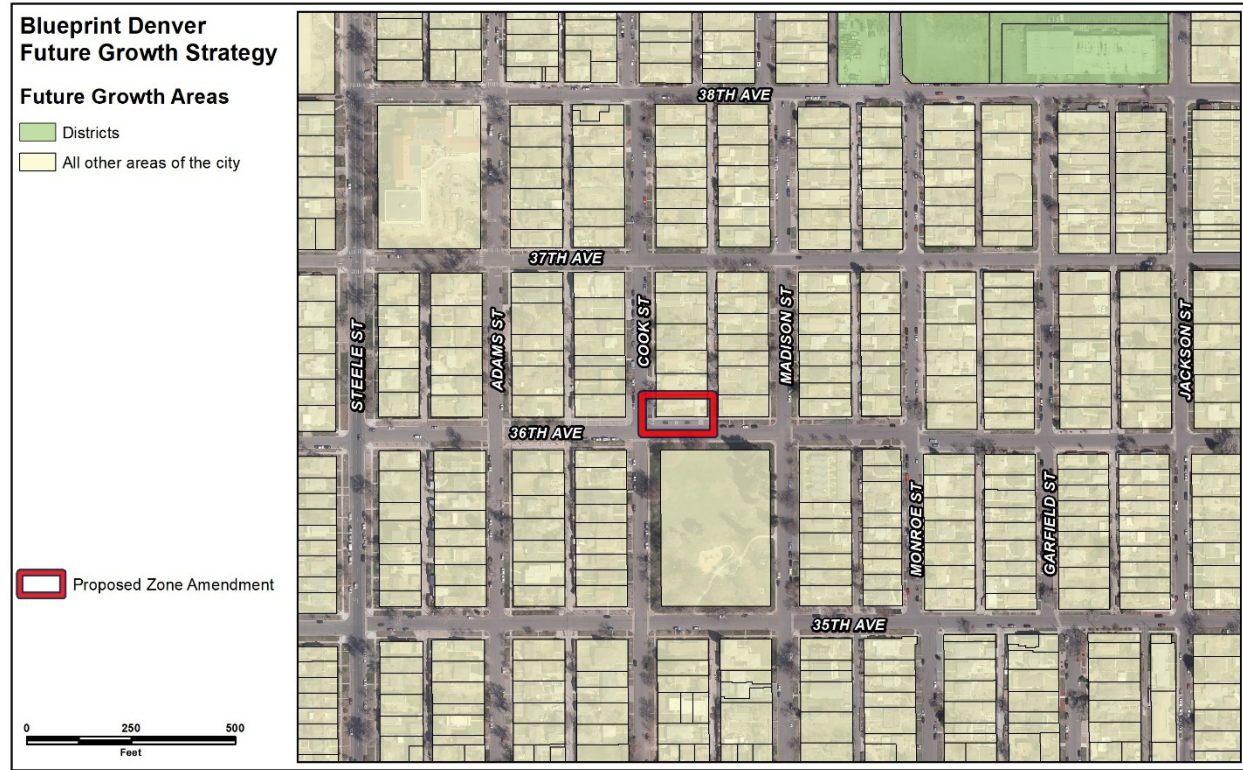 Blueprint Denver
Future Growth Strategy
Future Growth Areas
Districts
All other areas of the city
Proposed Zone Amendment
0 250 500
Feet
38TH AVE
37TH AVE
STEELE ST
ADAMS ST
COOK ST
MADISON ST
JACKSON ST
36TH AVE
MONROE ST
GARFIELD ST
35TH AVE